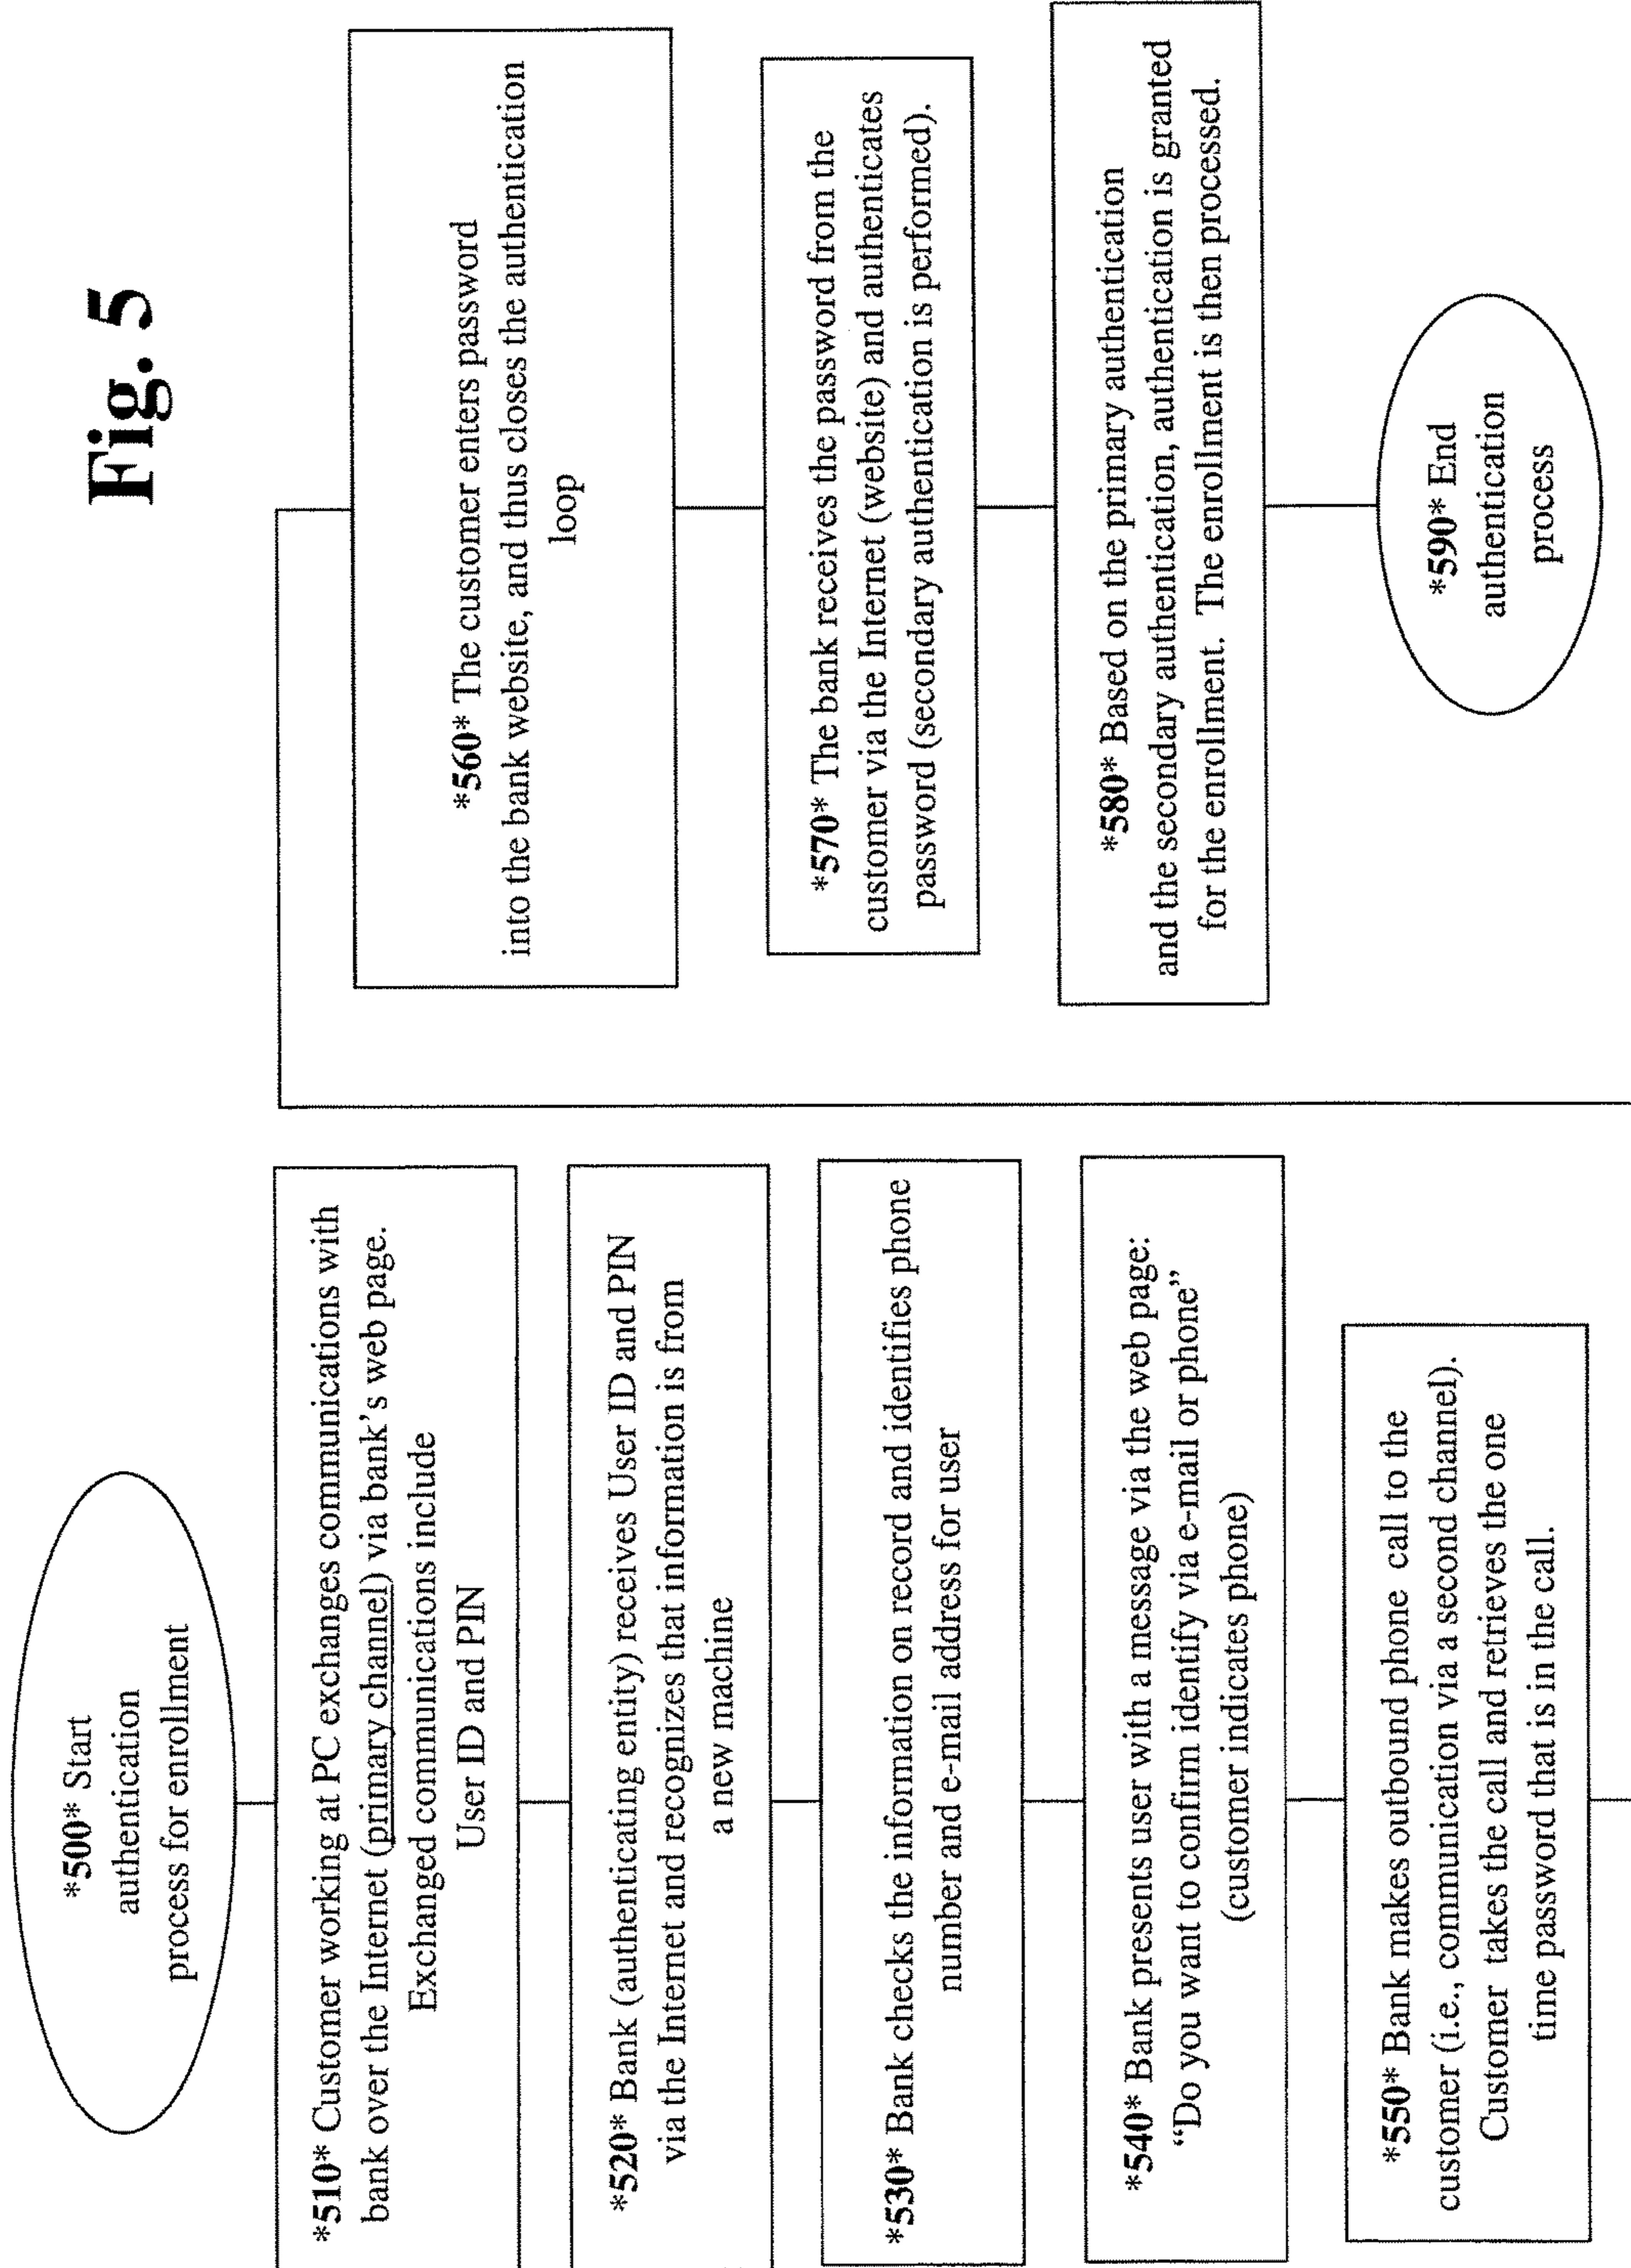 Fig. 5
*500* Start
authentication
process for enrollment
*510* Customer working at PC exchanges communications with
bank over the Internet (primary channel) via bank's web page.
Exchanged communications include
User ID and PIN
*520* Bank (authenticating entity) receives User ID and PIN
via the Internet and recognizes that information is from
a new machine
*530* Bank checks the information on record and identifies phone
number and e-mail address for user
*540* Bank presents user with a message via the web page:
“Do you want to confirm identify via e-mail or phone”
(customer indicates phone)
*550* Bank makes outbound phone call to the
customer (i.e., communication via a second channel).
Customer takes the call and retrieves the one
time password that is in the call.
*560* The customer enters password
into the bank website, and thus closes the authentication
loop
*570* The bank receives the password from the
customer via the Internet (website) and authenticates
password (secondary authentication is performed).
*580* Based on the primary authentication
and the secondary authentication, authentication is granted
for the enrollment. The enrollment is then processed.
*590* End
authentication
process